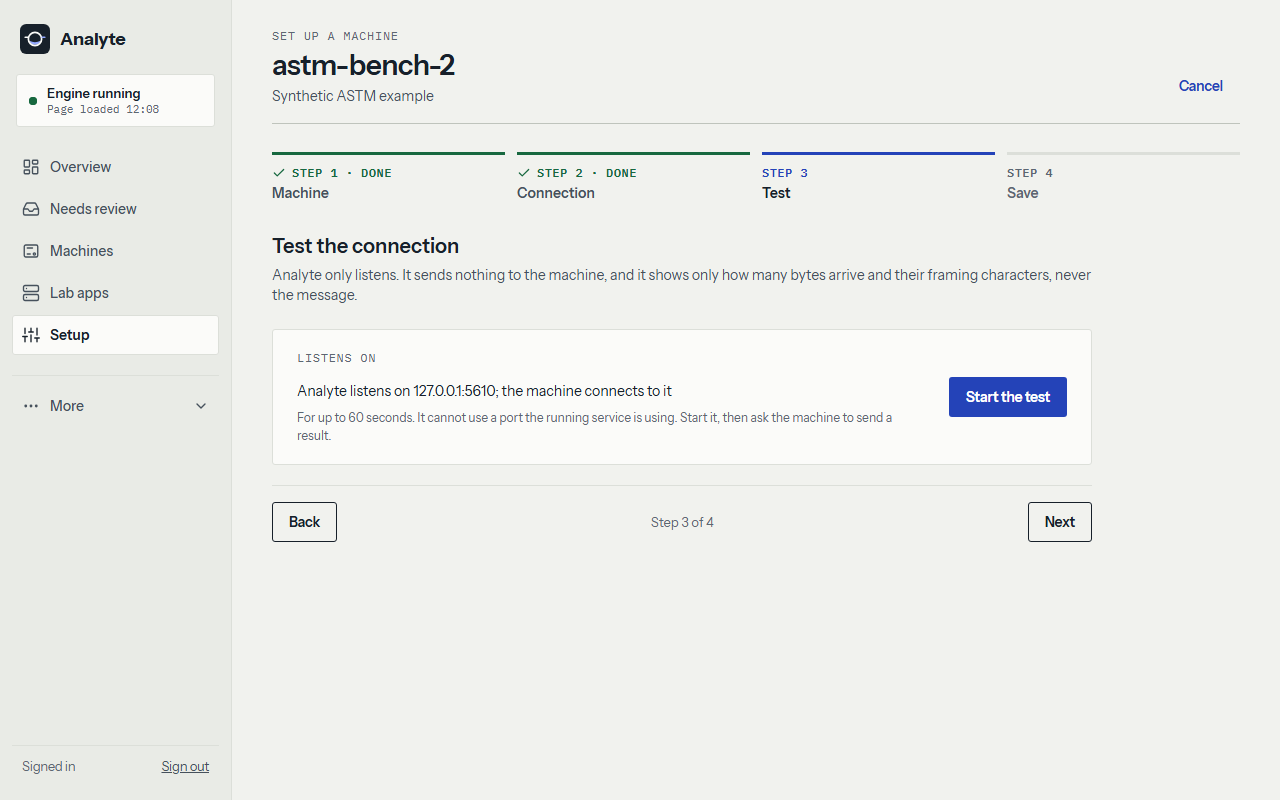 Analyte
Engine running
Page loaded 12:08
Overview
Needs review
Machines
Lab apps
Setup
More
Signed in
Sign out
SET UP A MACHINE
astm-bench-2
Synthetic ASTM example
Cancel
STEP 1 · DONE
Machine
STEP 2 · DONE
Connection
STEP 3
Test
STEP 4
Save
Test the connection
Analyte only listens. It sends nothing to the machine, and it shows only how many bytes arrive and their framing characters, never
the message.
LISTENS ON
Analyte listens on 127.0.0.1:5610; the machine connects to it
For up to 60 seconds. It cannot use a port the running service is using. Start it, then ask the machine to send a
result.
Start the test
Back
Step 3 of 4
Next